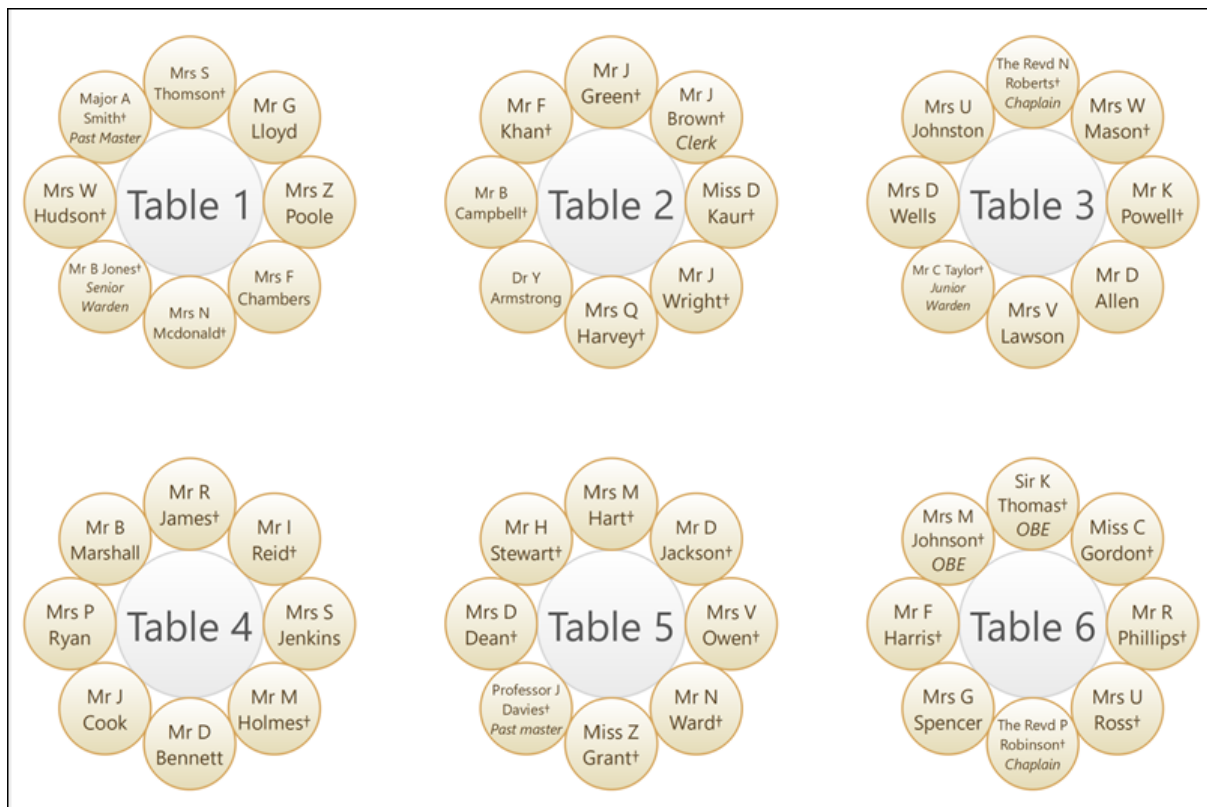 Mrs S
Thomson†
Mr G
Lloyd
Mrs Z
Poole
Mrs F
Chambers
Mrs N
Mcdonald†
Mr B Jones†
Senior
Warden
Mrs W
Hudson†
Major A
Smith†
Past Master
Table 1
Mr J
Green†
Mr J
Brown†
Clerk
Miss D
Kaur†
Mr J
Wright†
Mrs Q
Harvey†
Dr Y
Armstrong
Mr B
Campbell†
Mr F
Khan†
Table 2
The Revd N
Roberts†
Chaplain
Mrs W
Mason†
Mr K
Powell†
Mr D
Allen
Mrs V
Lawson
Mr C Taylor†
Junior
Warden
Mrs D
Wells
Mrs U
Johnston
Table 3
Mr R
James†
Mr I
Reid†
Mrs S
Jenkins
Mr M
Holmes†
Mr D
Bennett
Mr J
Cook
Mrs P
Ryan
Mr B
Marshall
Table 4
Mrs M
Hart†
Mr D
Jackson†
Mrs V
Owen†
Mr N
Ward†
Miss Z
Grant†
Professor J
Davies†
Past master
Mrs D
Dean†
Mr H
Stewart†
Table 5
Sir K
Thomas†
OBE
Miss C
Gordon†
Mr R
Phillips†
Mrs U
Ross†
The Revd P
Robinson†
Chaplain
Mrs G
Spencer
Mr F
Harris†
Mrs M
Johnson†
OBE
Table 6